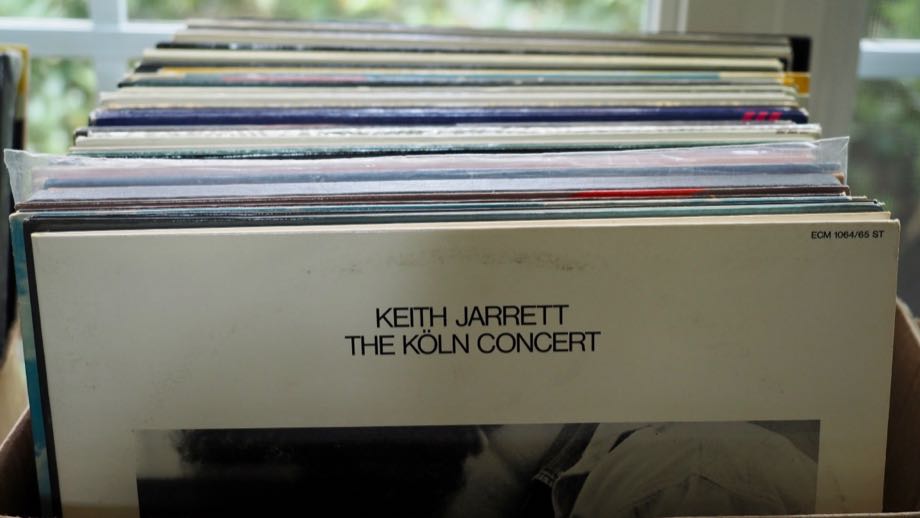 ECM 1064/65 ST
KEITH JARRETT
THE KÖLN CONCERT